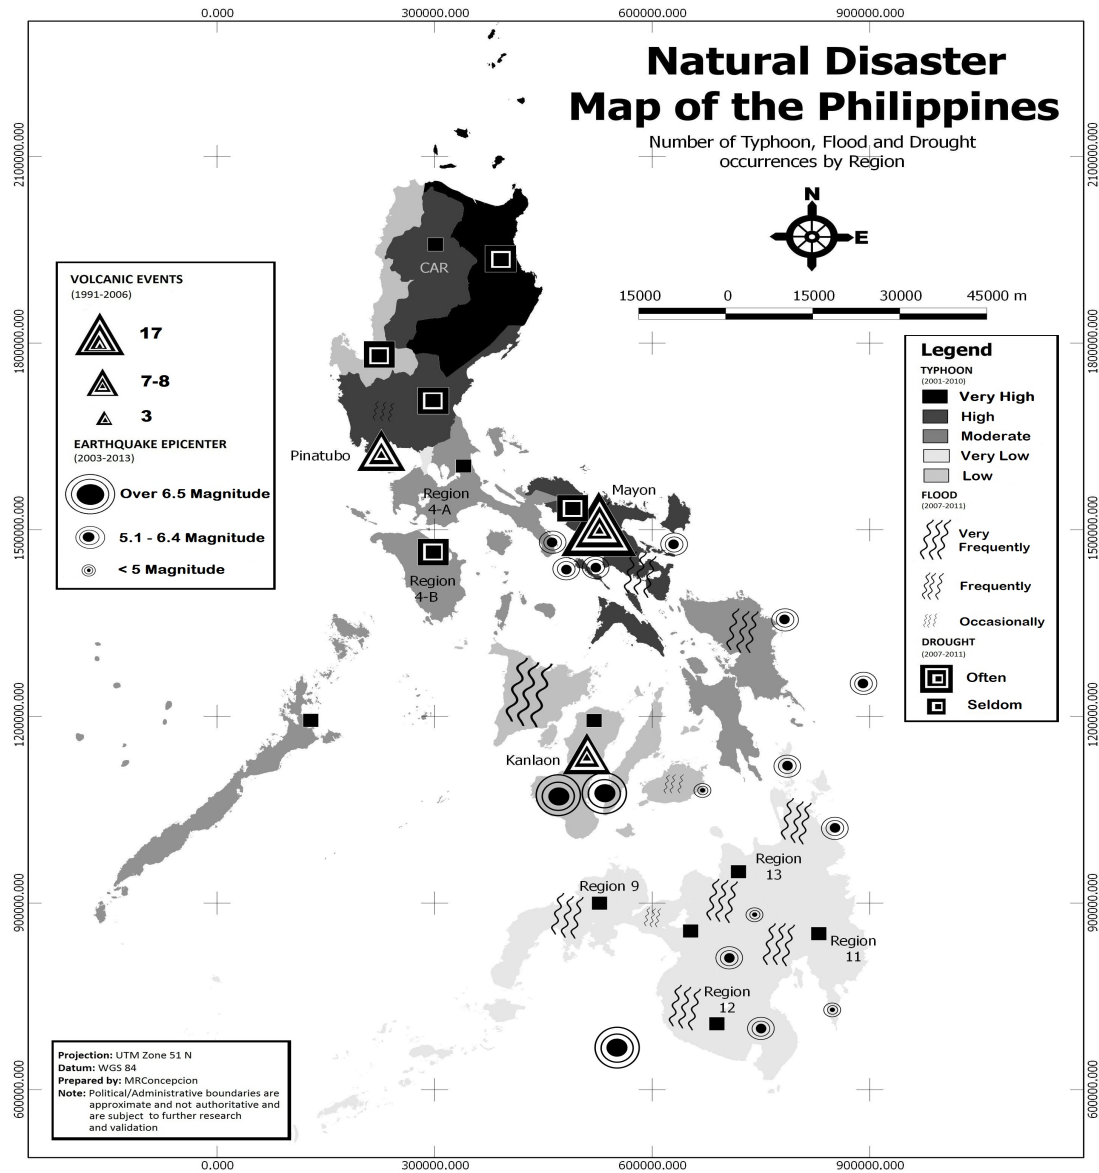 0.000
300000.000
600000.000
900000.000
Natural Disaster
Map of the Philippines
Number of Typhoon, Flood and Drought
occurrences by Region
N
E
15000
0
15000
30000
45000 m
2100000.000
1800000.000
1500000.000
1200000.000
900000.000
600000.000
2100000.000
1800000.000
1500000.000
1200000.000
900000.000
600000.000
VOLCANIC EVENTS
(1991-2006)
17
7-8
3
EARTHQUAKE EPICENTER
(2003-2013)
Over 6.5 Magnitude
5.1 - 6.4 Magnitude
< 5 Magnitude
Legend
TYPHOON
(2001-2010)
Very High
High
Moderate
Very Low
Low
FLOOD
(2007-2011)
Very
Frequently
Frequently
Occasionally
DROUGHT
(2007-2011)
Often
Seldom
CAR
Pinatubo
Region
4-A
Mayon
Region
4-B
Kanlaon
Region
13
Region 9
Region
11
Region
12
Projection: UTM Zone 51 N
Datum: WGS 84
Prepared by: MRConcepcion
Note: Political/Administrative boundaries are
approximate and not authoritative and
are subject to further research
and validation
0.000
300000.000
600000.000
900000.000